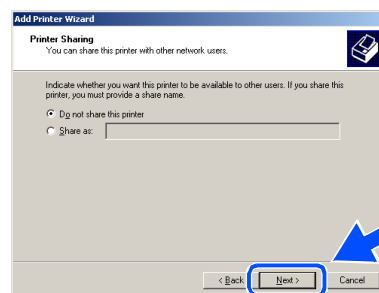 Add Printer Wizard
Printer Sharing
You can share this printer with other network users.
Indicate whether you want this printer to be available to other users. If you share this
printer, you must provide a share name.
Do not share this printer
Share as:
< Back Next > Cancel